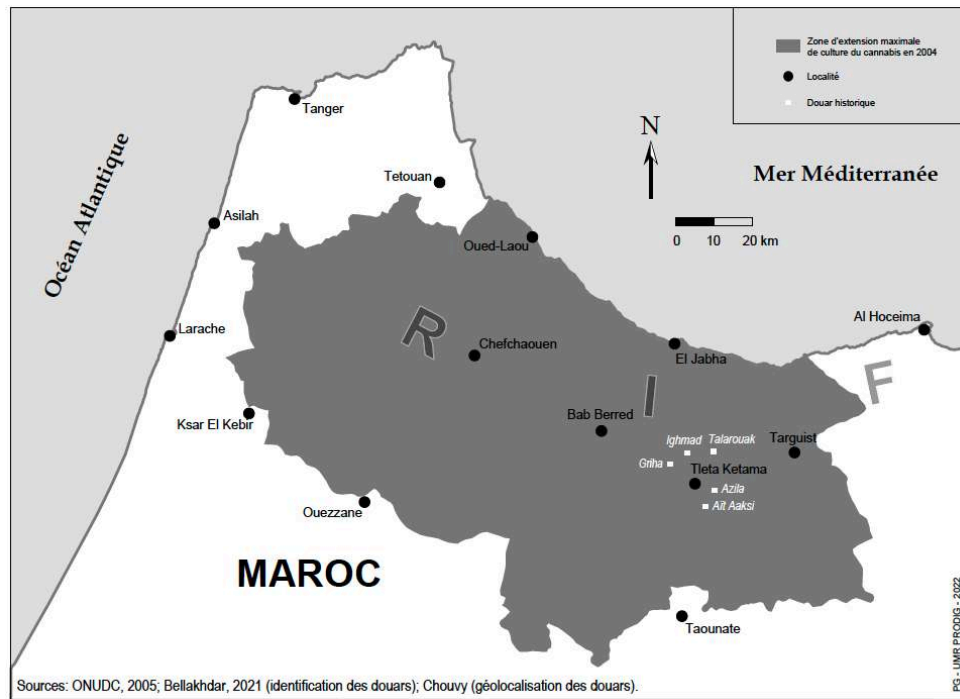 Zone d'extension maximale
de culture du cannabis en 2004
Localité
Douar historique
Tanger
N
Mer Méditerranée
Tetouan
Océan Atlantique
Asilah
Oued-Laou
0 10 20 km
R
Larache
Al Hoceima
Chefchaouen
El Jabha
I
F
Ksar El Kebir
Bab Berred
Ighmad
Talarouak
Targuist
Griha
Tleta Ketama
Azila
Aït Aaksi
Ouezzane
MAROC
Taounate
Sources: ONUDC, 2005; Bellakhdar, 2021 (identification des douars); Chouvy (géolocalisation des douars).
PG - UMR PRODIG - 2022